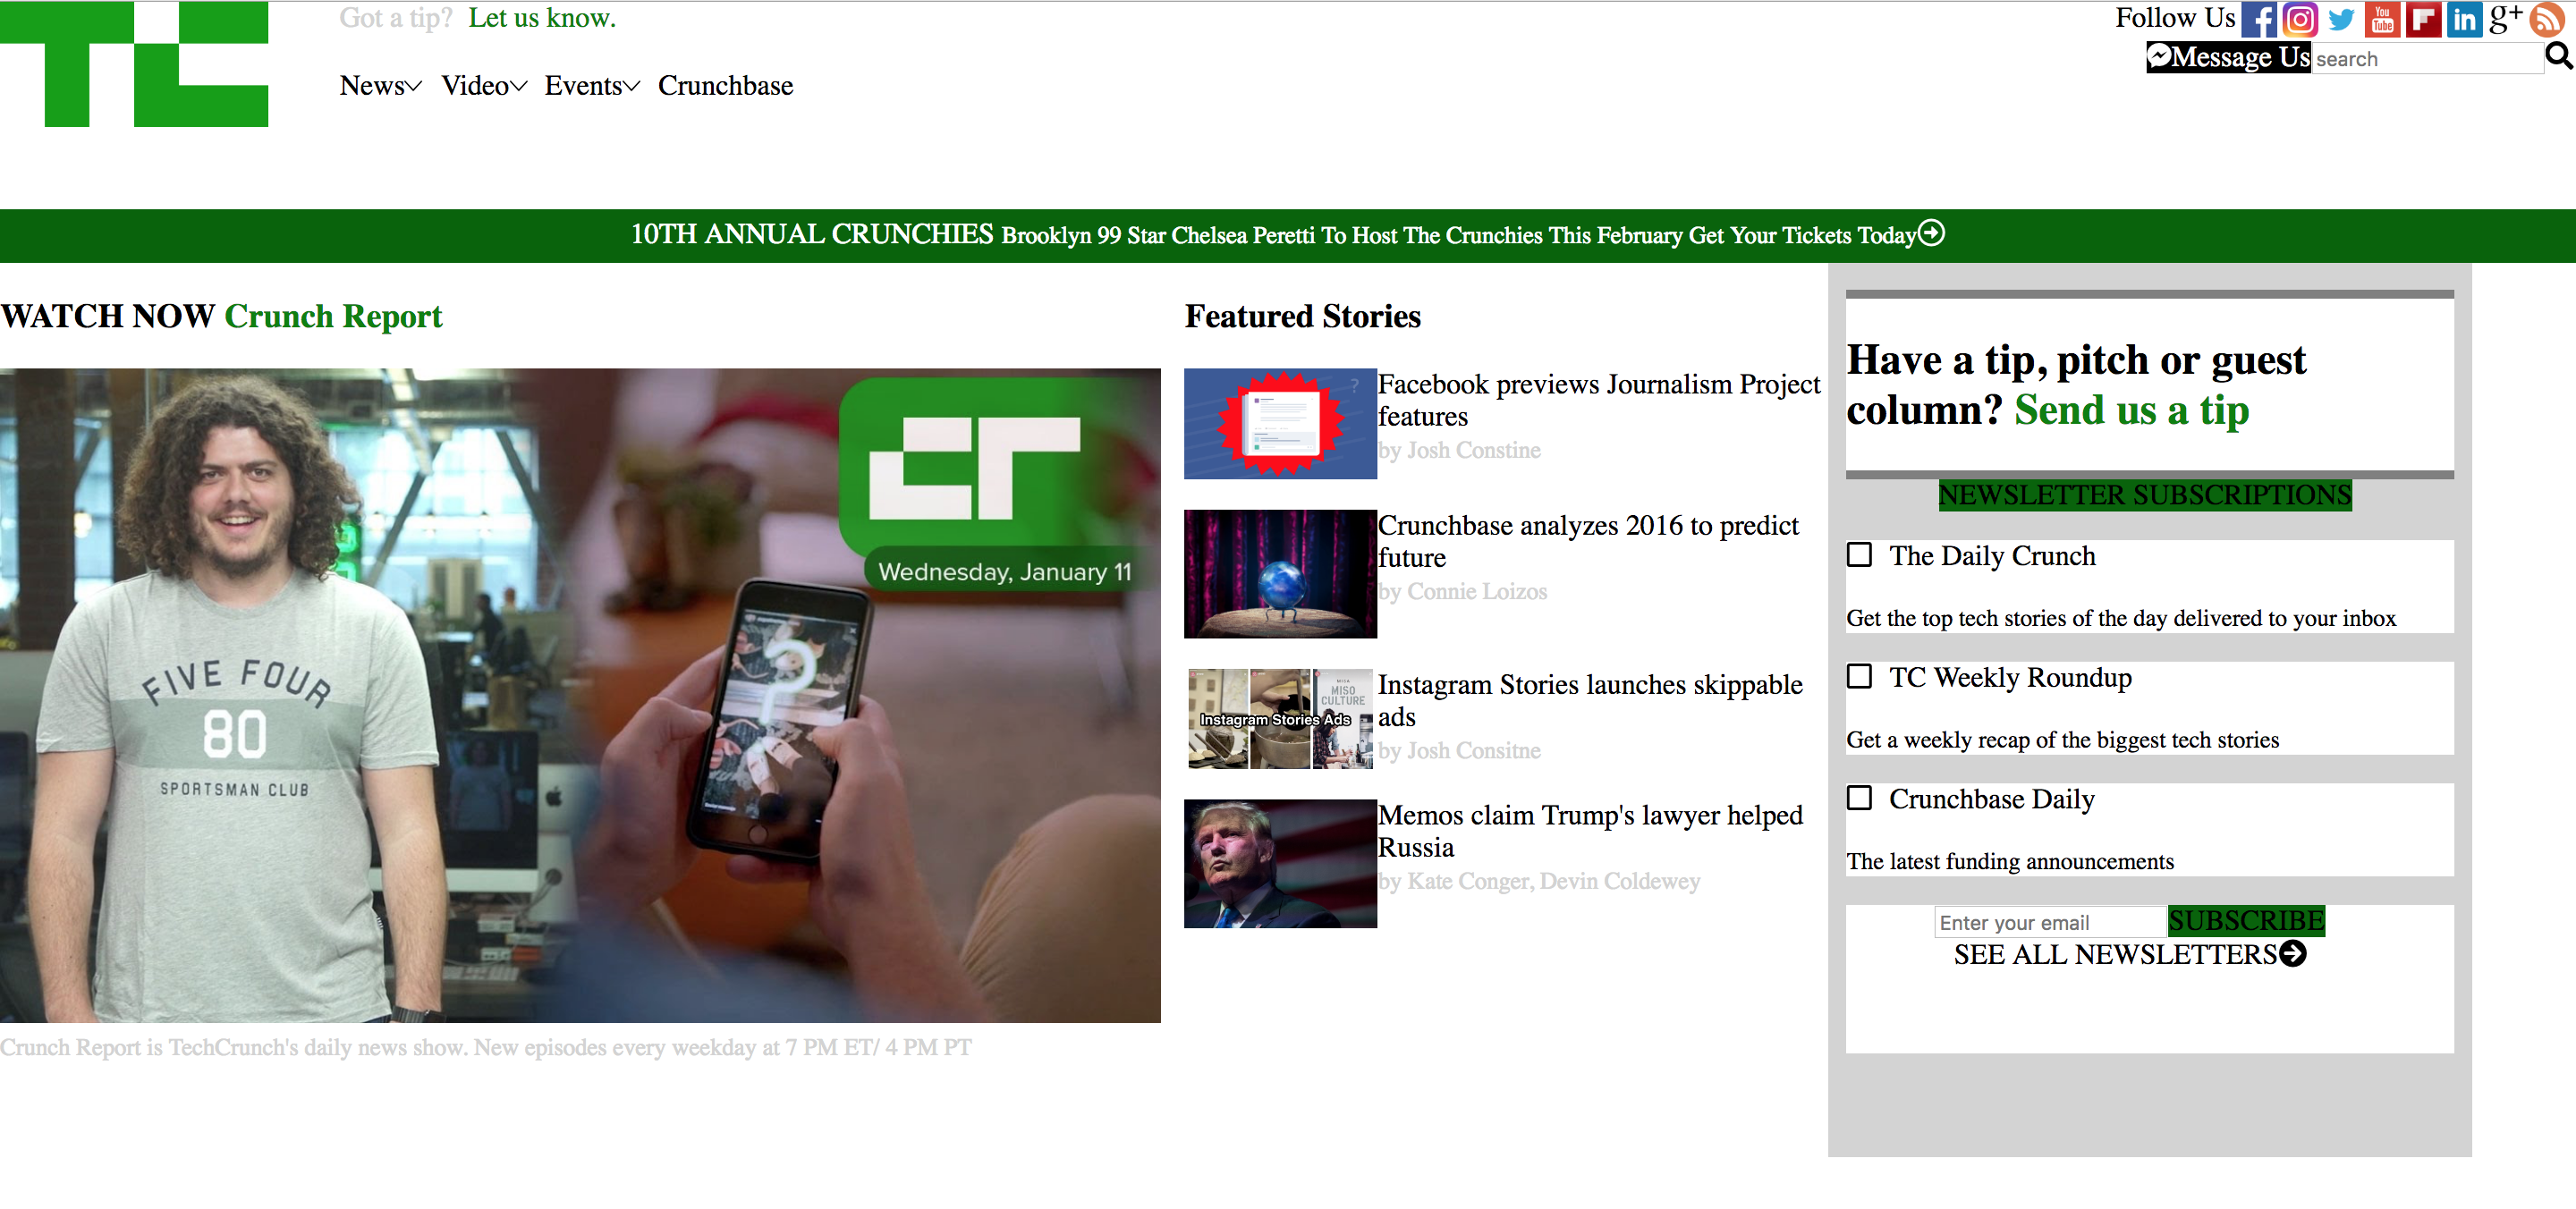 TC
Got a tip? Let us know.
Follow Us
You Tube
in
g+
Message Us search
News Video Events Crunchbase
10TH ANNUAL CRUNCHIES Brooklyn 99 Star Chelsea Peretti To Host The Crunchies This February Get Your Tickets Today
WATCH NOW Crunch Report
cr
Wednesday, January 11
?
FIVE FOUR
80
SPORTSMAN CLUB
Crunch Report is TechCrunch's daily news show. New episodes every weekday at 7 PM ET/ 4 PM PT
Featured Stories
Facebook previews Journalism Project
features
by Josh Constine
Crunchbase analyzes 2016 to predict
future
by Connie Loizos
MISO
CULTURE
Instagram Stories Ads
Instagram Stories launches skippable
ads
by Josh Consitne
Memos claim Trump's lawyer helped
Russia
by Kate Conger, Devin Coldewey
Have a tip, pitch or guest
column? Send us a tip
NEWSLETTER SUBSCRIPTIONS
The Daily Crunch
Get the top tech stories of the day delivered to your inbox
TC Weekly Roundup
Get a weekly recap of the biggest tech stories
Crunchbase Daily
The latest funding announcements
Enter your email SUBSCRIBE
SEE ALL NEWSLETTERS